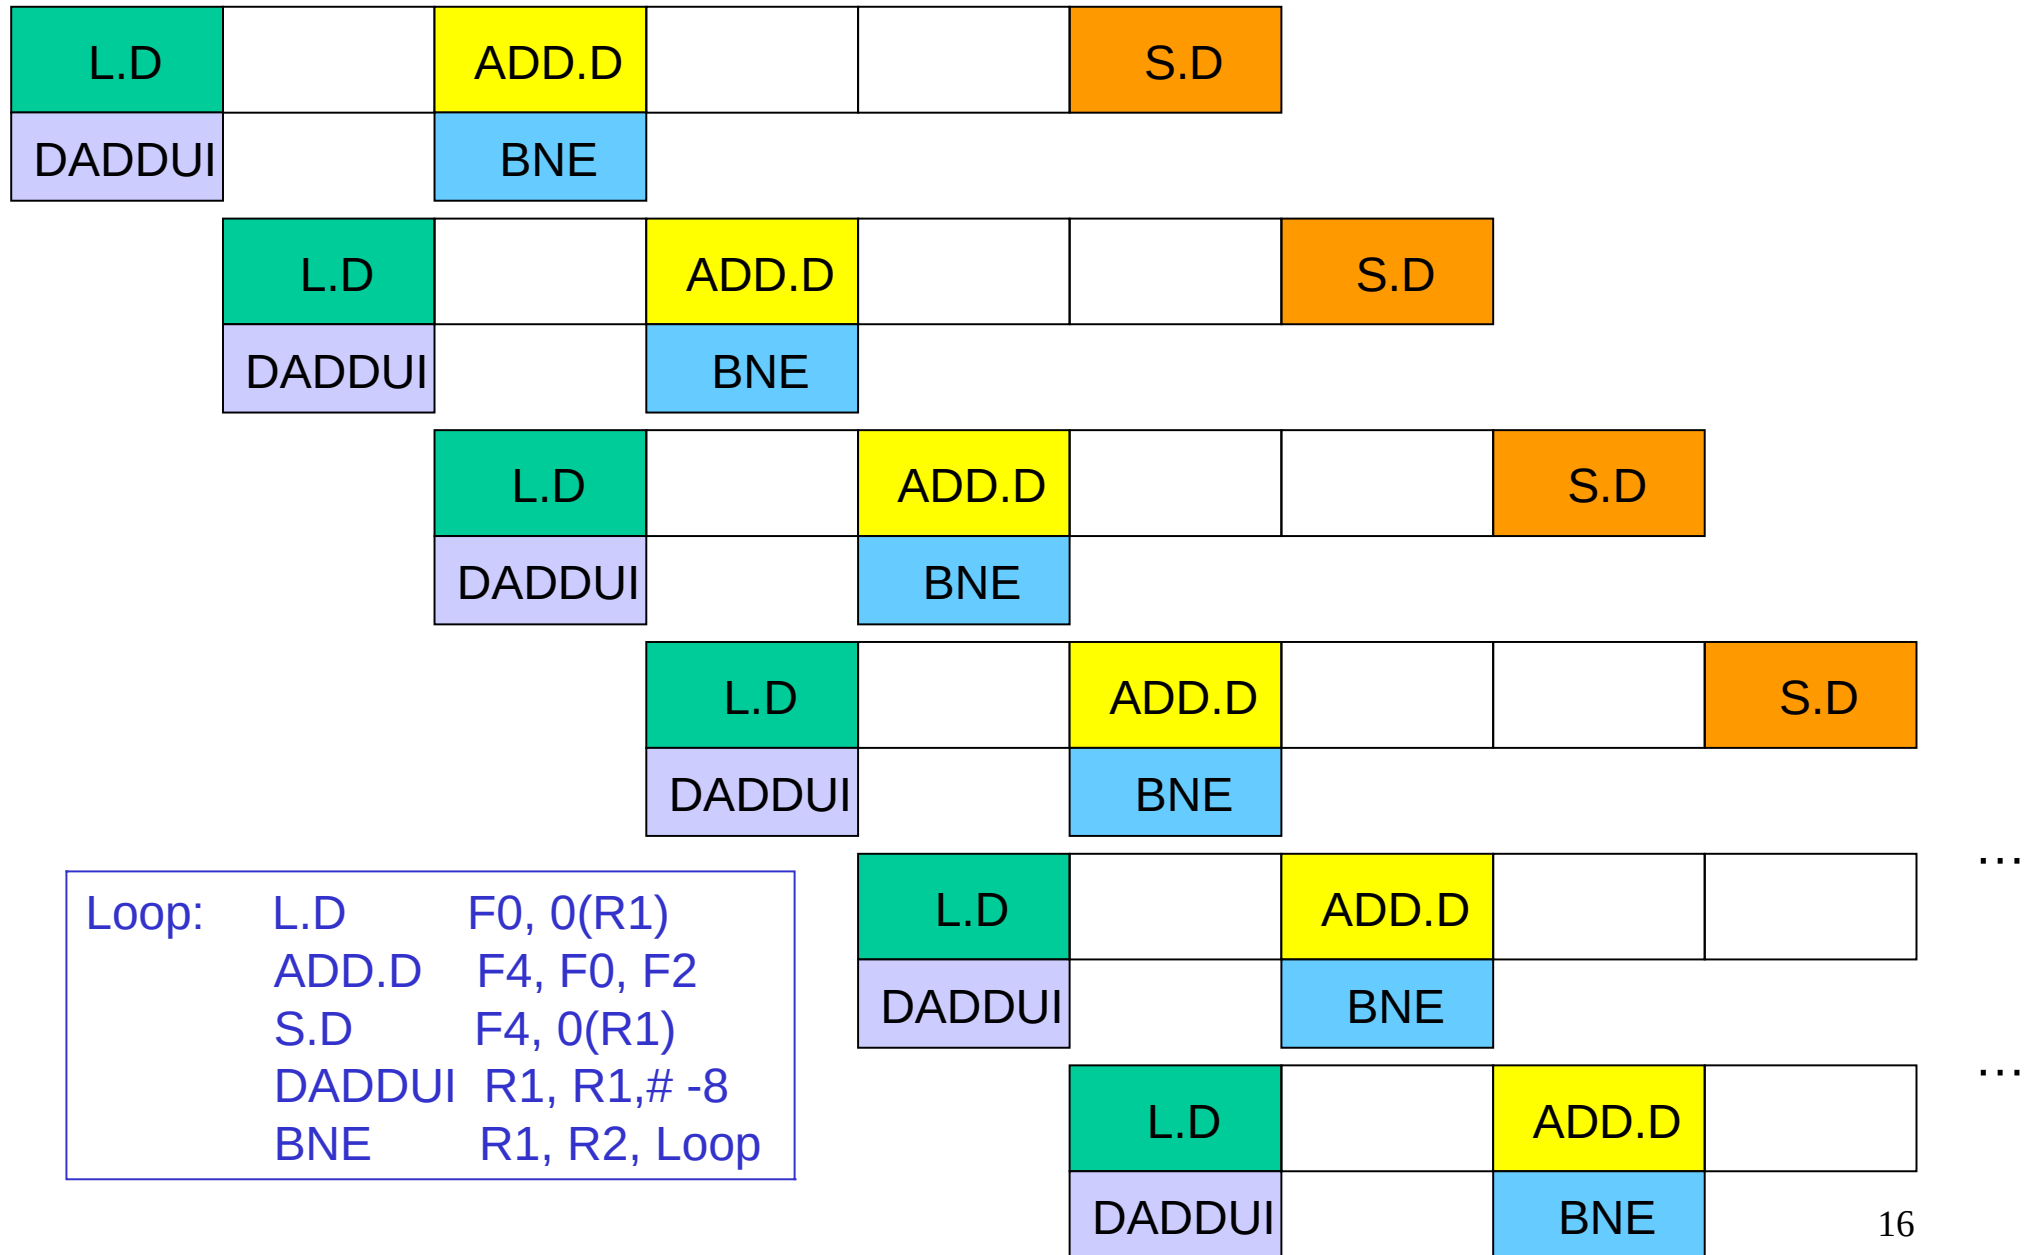 L.D ADD.D S.D
DADDUI BNE
L.D ADD.D S.D
DADDUI BNE
L.D ADD.D S.D
DADDUI BNE
L.D ADD.D S.D
DADDUI BNE
...
L.D ADD.D
DADDUI BNE
...
L.D ADD.D
DADDUI BNE
Loop: L.D F0, 0(R1)
ADD.D F4, F0, F2
S.D F4, 0(R1)
DADDUI R1, R1,# -8
BNE R1, R2, Loop
16